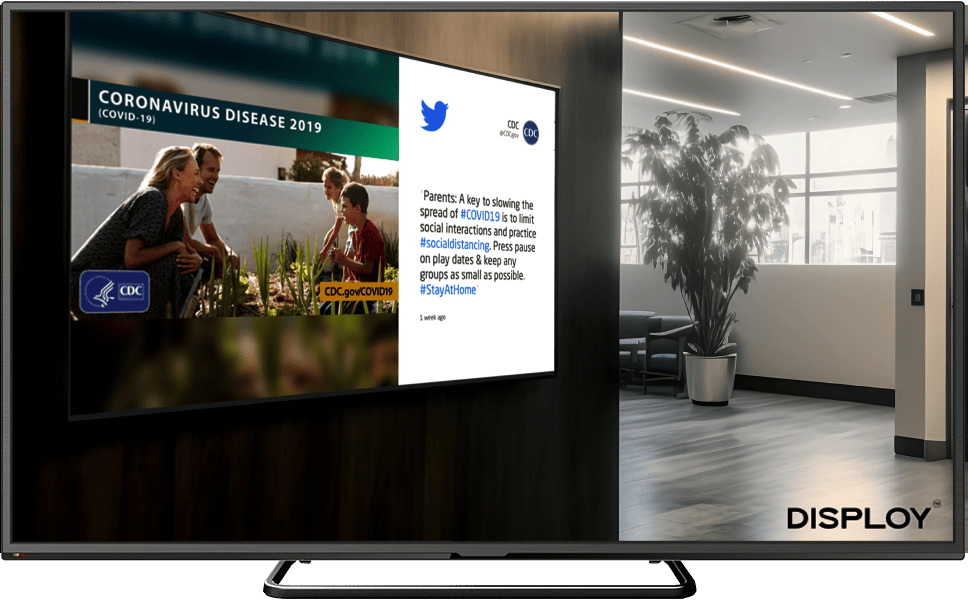 CORONAVIRUS DISEASE 2019
(COVID-19)
CDC
CDC.gov/COVID19
CDC
@CDCgov
CDC
"Parents: A key to slowing the
spread of #COVID19 is to limit
social interactions and practice
#socialdistancing. Press pause
on play dates & keep any
groups as small as possible.
#StayAtHome"
1 week ago
DISPLOY™